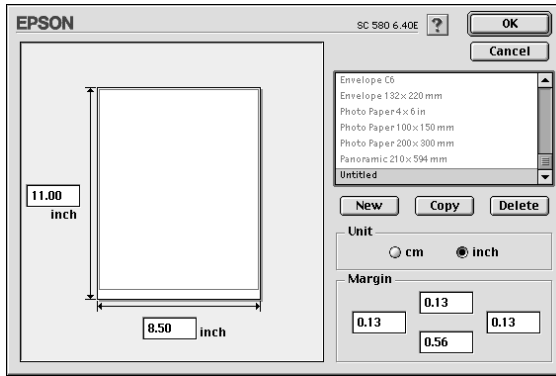 EPSON
SC 580 6.40E
?
OK
Cancel
Envelope C6
Envelope 132×220 mm
Photo Paper 4×6 in
Photo Paper 100×150 mm
Photo Paper 200×300 mm
Panoramic 210×594 mm
Untitled
New
Copy
Delete
11.00
inch
8.50
inch
Unit
cm
inch
Margin
0.13
0.13
0.13
0.56